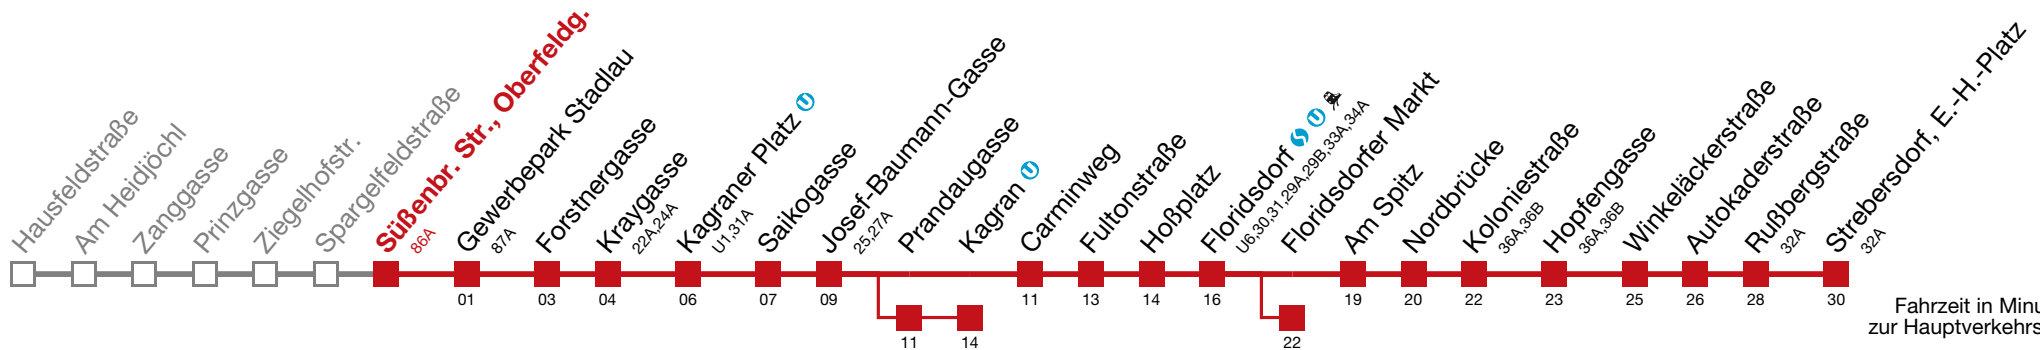 Hausfeldstraße
Am Heidjöchl
Zanggasse
Prinzgasse
Ziegelhofstr.
Spargelfeldstraße
Süßenbr. Str., Oberfeldg.
86A
Gewerbepark Stadlau
87A
Forstnergasse
Kraygasse
22A,24A
Kagraner Platz U
U1,31A
Saikogasse
Josef-Baumann-Gasse
25,27A
Prandaugasse
Kagran U
Carminweg
Fultonstraße
Hoßplatz
Floridsdorf S U
U6,30,31,29A,29B,33A,34A
Floridsdorfer Markt
Am Spitz
Nordbrücke
Koloniestraße
36A,36B
Hopfengasse
36A,36B
Winkeläckerstraße
Autokaderstraße
Rußbergstraße
32A
Strebersdorf, E.-H.-Platz
32A
01 03 04 06 07 09 11 13 14 16 19 20 22 23 25 26 28 30
11 14 22
Fahrzeit in Minu
zur Hauptverkehrs